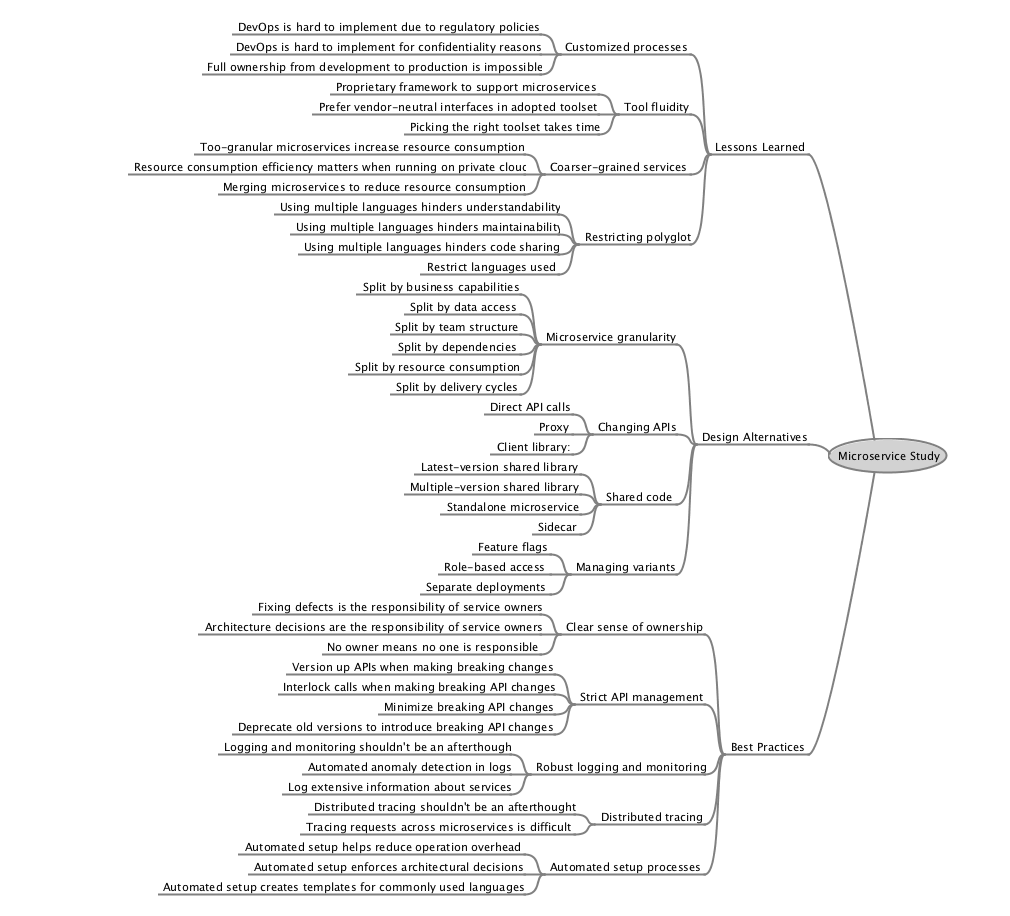 DevOps is hard to implement due to regulatory policies
DevOps is hard to implement for confidentiality reasons
Full ownership from development to production is impossible
Customized processes
Proprietary framework to support microservices
Prefer vendor-neutral interfaces in adopted toolset
Picking the right toolset takes time
Tool fluidity
Too-granular microservices increase resource consumption
Resource consumption efficiency matters when running on private clouc
Merging microservices to reduce resource consumption
Coarser-grained services
Using multiple languages hinders understandability
Using multiple languages hinders maintainability
Using multiple languages hinders code sharing
Restrict languages used
Restricting polyglot
Lessons Learned
Split by business capabilities
Split by data access
Split by team structure
Split by dependencies
Split by resource consumption
Split by delivery cycles
Microservice granularity
Direct API calls
Proxy
Client library:
Changing APIs
Latest-version shared library
Multiple-version shared library
Standalone microservice
Sidecar
Shared code
Feature flags
Role-based access
Separate deployments
Managing variants
Design Alternatives
Microservice Study
Fixing defects is the responsibility of service owners
Architecture decisions are the responsibility of service owners
No owner means no one is responsible
Clear sense of ownership
Version up APIs when making breaking changes
Interlock calls when making breaking API changes
Minimize breaking API changes
Deprecate old versions to introduce breaking API changes
Strict API management
Logging and monitoring shouldn't be an afterthough
Automated anomaly detection in logs
Log extensive information about services
Robust logging and monitoring
Distributed tracing shouldn't be an afterthought
Tracing requests across microservices is difficult
Distributed tracing
Automated setup helps reduce operation overhead
Automated setup enforces architectural decisions
Automated setup creates templates for commonly used languages
Automated setup processes
Best Practices